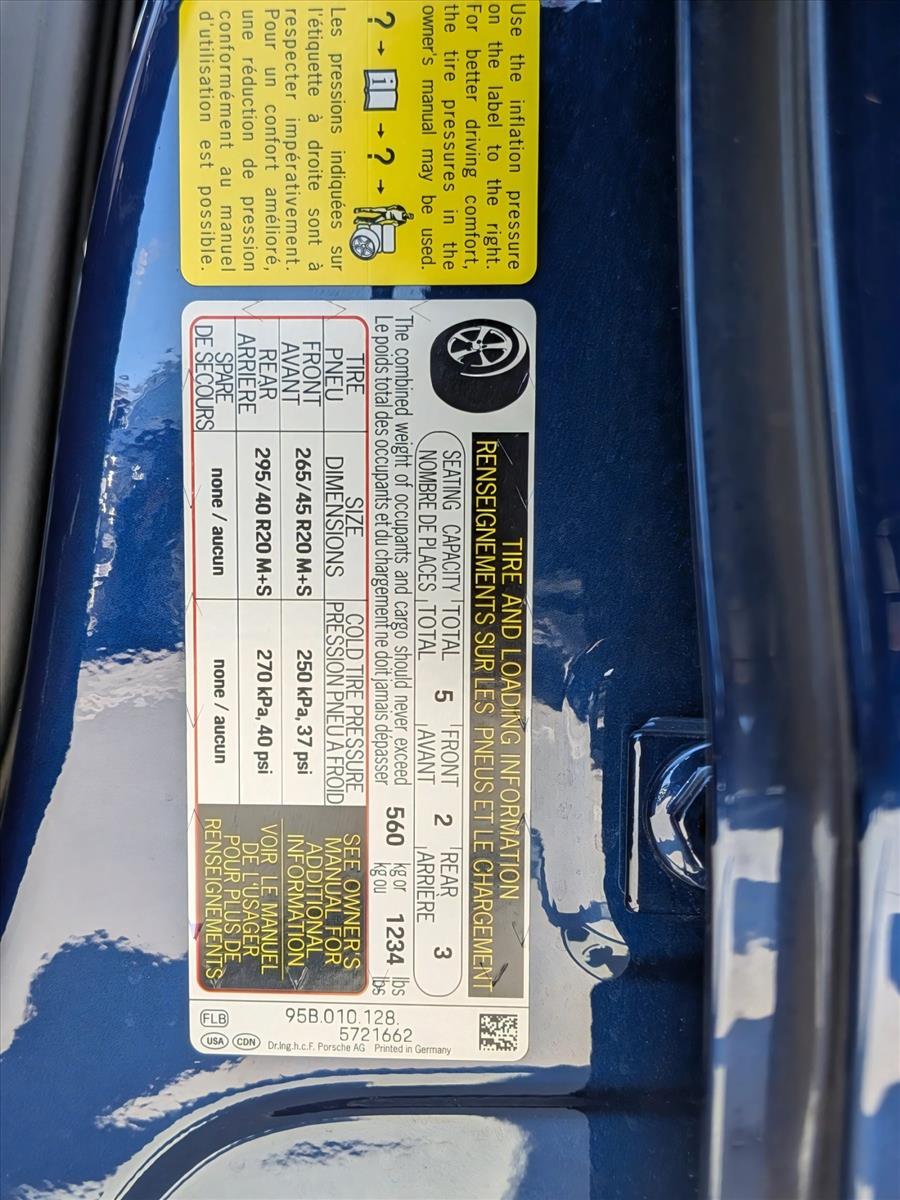 Use the inflation pressure
on the label to the right.
For better driving comfort,
the tire pressures in the
owner's manual may be used.
? → i → ? →
Les pressions indiquées sur
l'étiquette à droite sont à
respecter impérativement.
Pour un confort amélioré,
une réduction de pression
conformément au manuel
d'utilisation est possible.
TIRE AND LOADING INFORMATION
RENSEIGNEMENTS SUR LES PNEUS ET LE CHARGEMENT
SEATING CAPACITY TOTAL 5 FRONT 2 REAR 3
NOMBRE DE PLACES TOTAL AVANT ARRIÈRE
The combined weight of occupants and cargo should never exceed 560 kg or 1234 lbs
Le poids total des occupants et du chargement ne doit jamais dépasser kg ou lbs
TIRE SIZE COLD TIRE PRESSURE
PNEU DIMENSIONS PRESSION PNEU A FROID
FRONT 265/45 R20 M+S 250 kPa, 37 psi
AVANT
REAR 295/40 R20 M+S 270 kPa, 40 psi
ARRIÈRE
SPARE none / aucun none / aucun
DE SECOURS
SEE OWNER'S
MANUAL FOR
ADDITIONAL
INFORMATION
VOIR LE MANUEL
DE L'USAGER
POUR PLUS DE
RENSEIGNEMENTS
95B.010.128.
5721662
Dr.Ing.h.c.F. Porsche AG Printed in Germany
FLB
USA CDN